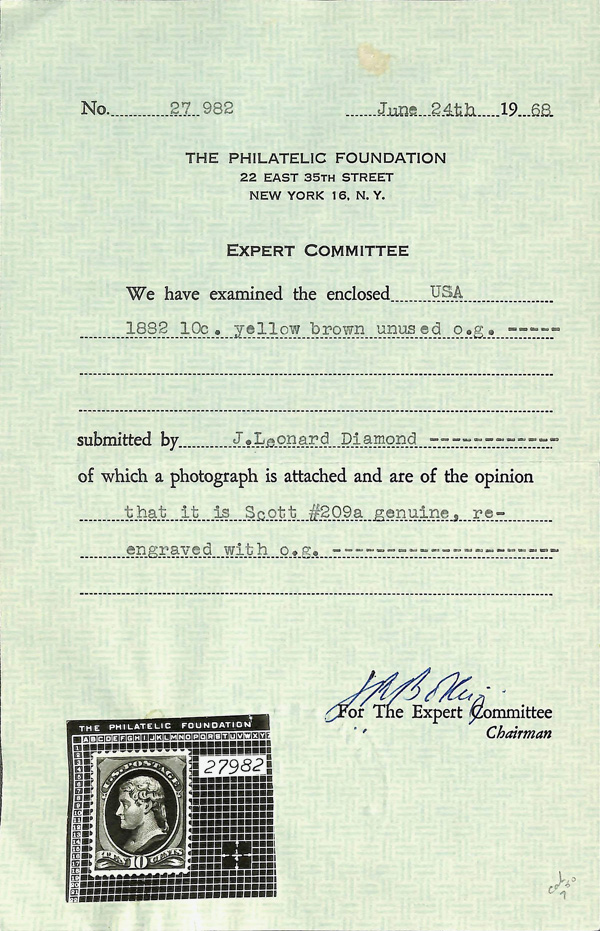 No. 27 982 June 24th 19 68
THE PHILATELIC FOUNDATION
22 EAST 35TH STREET
NEW YORK 16, N. Y.
EXPERT COMMITTEE
We have examined the enclosed USA
1882 10c. yellow brown unused o.g. -----
submitted by J.Leonard Diamond -----------
of which a photograph is attached and are of the opinion
that it is Scott #209a genuine, re-
engraved with o.g. -------------------
For The Expert Committee
Chairman
THE PHILATELIC FOUNDATION
ABCDEFGHIJKLMNOPQRSTUVWXY
27982
U.S. POSTAGE
10